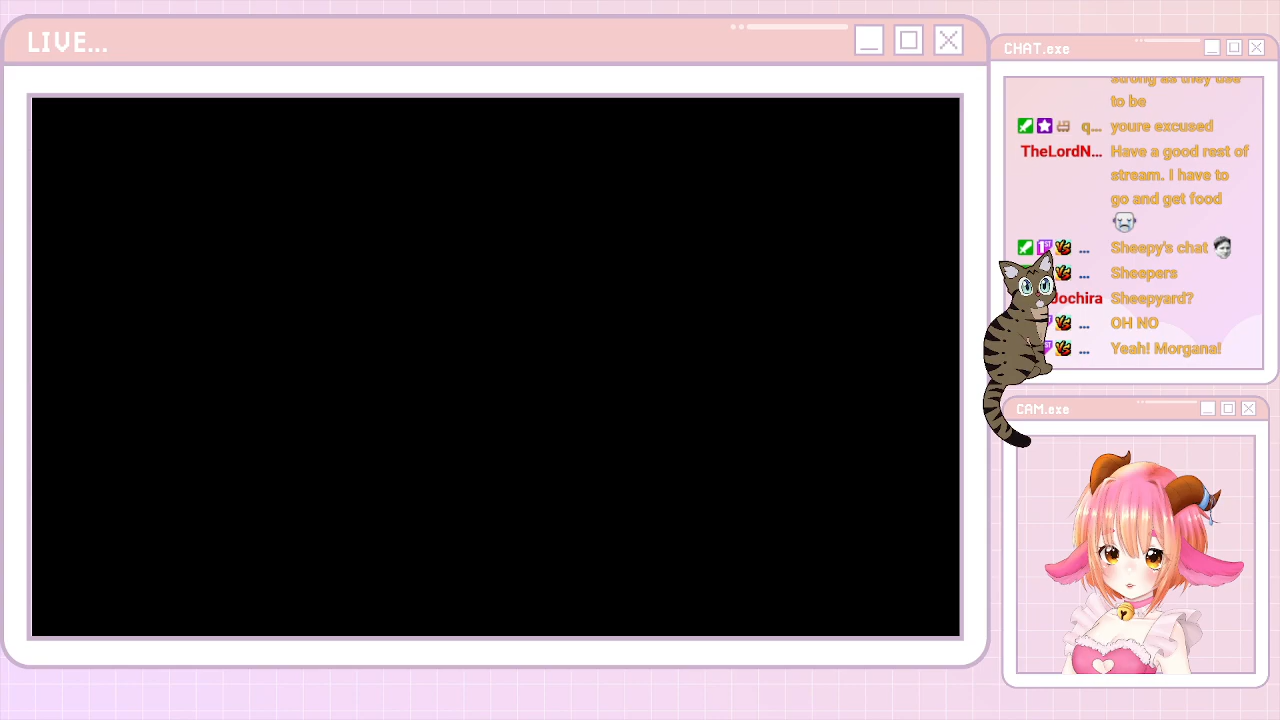 LIVE...
CHAT.exe
strong as they use
to be
q... youre excused
TheLordN... Have a good rest of
stream. I have to
go and get food
... Sheepy's chat
... Sheepers
Jochira Sheepyard?
... OH NO
... Yeah! Morgana!
CAM.exe